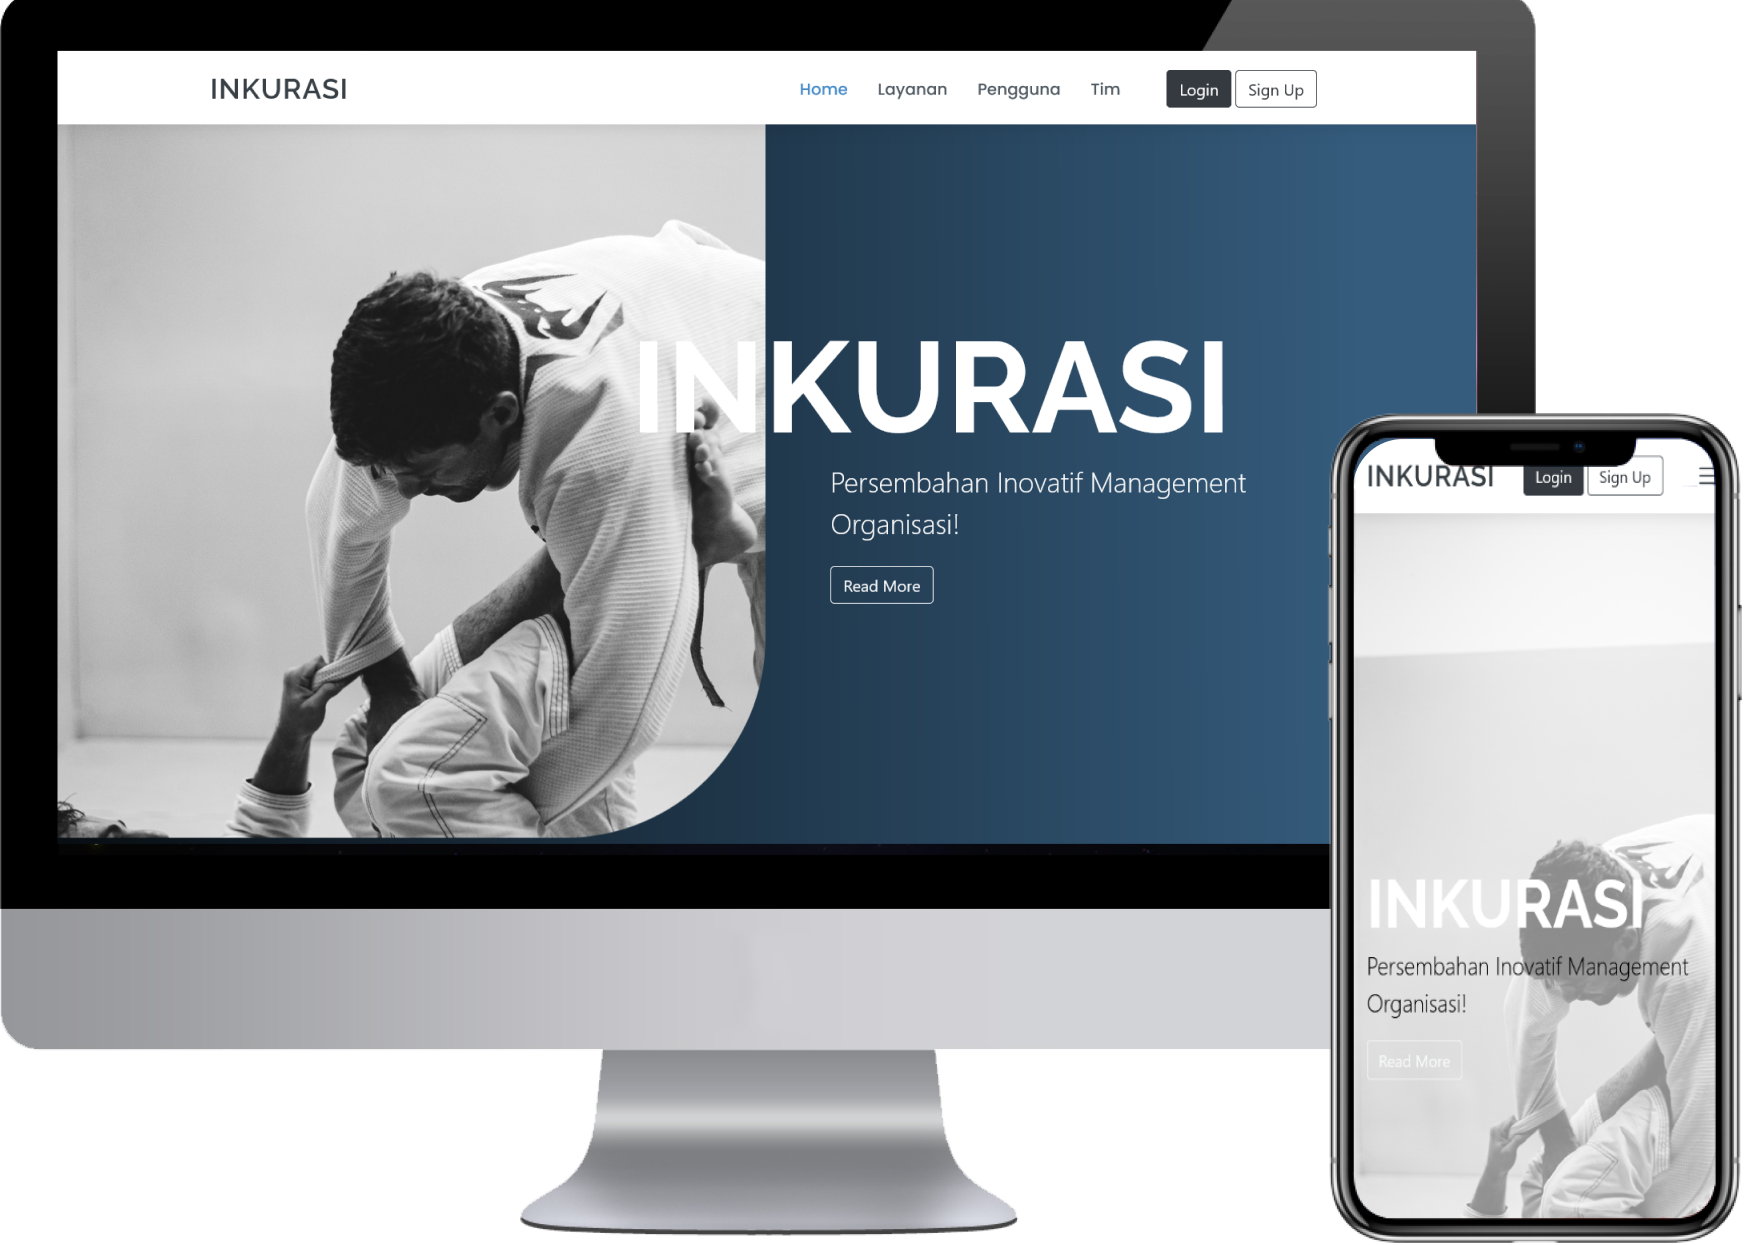 INKURASI
Home Layanan Pengguna Tim Login Sign Up
INKURASI
Persembahan Inovatif Management
Organisasi!
Read More
INKURASI Login Sign Up
INKURASI
Persembahan Inovatif Management
Organisasi!
Read More